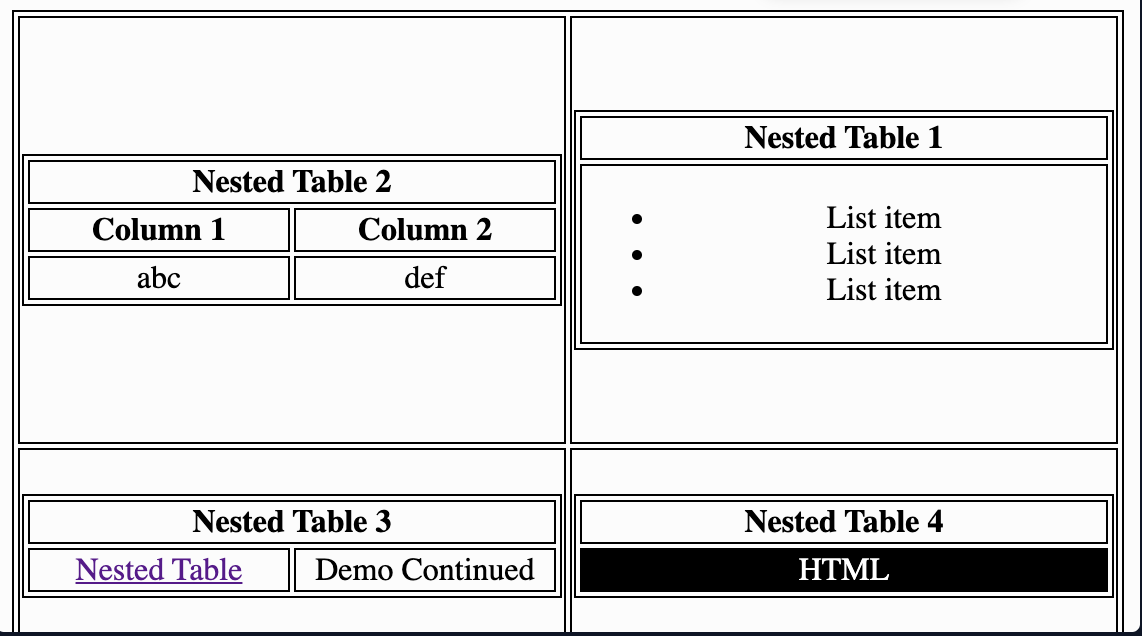 Nested Table 2
Column 1 Column 2
abc def
Nested Table 1
• List item
• List item
• List item
Nested Table 3
Nested Table Demo Continued
Nested Table 4
HTML